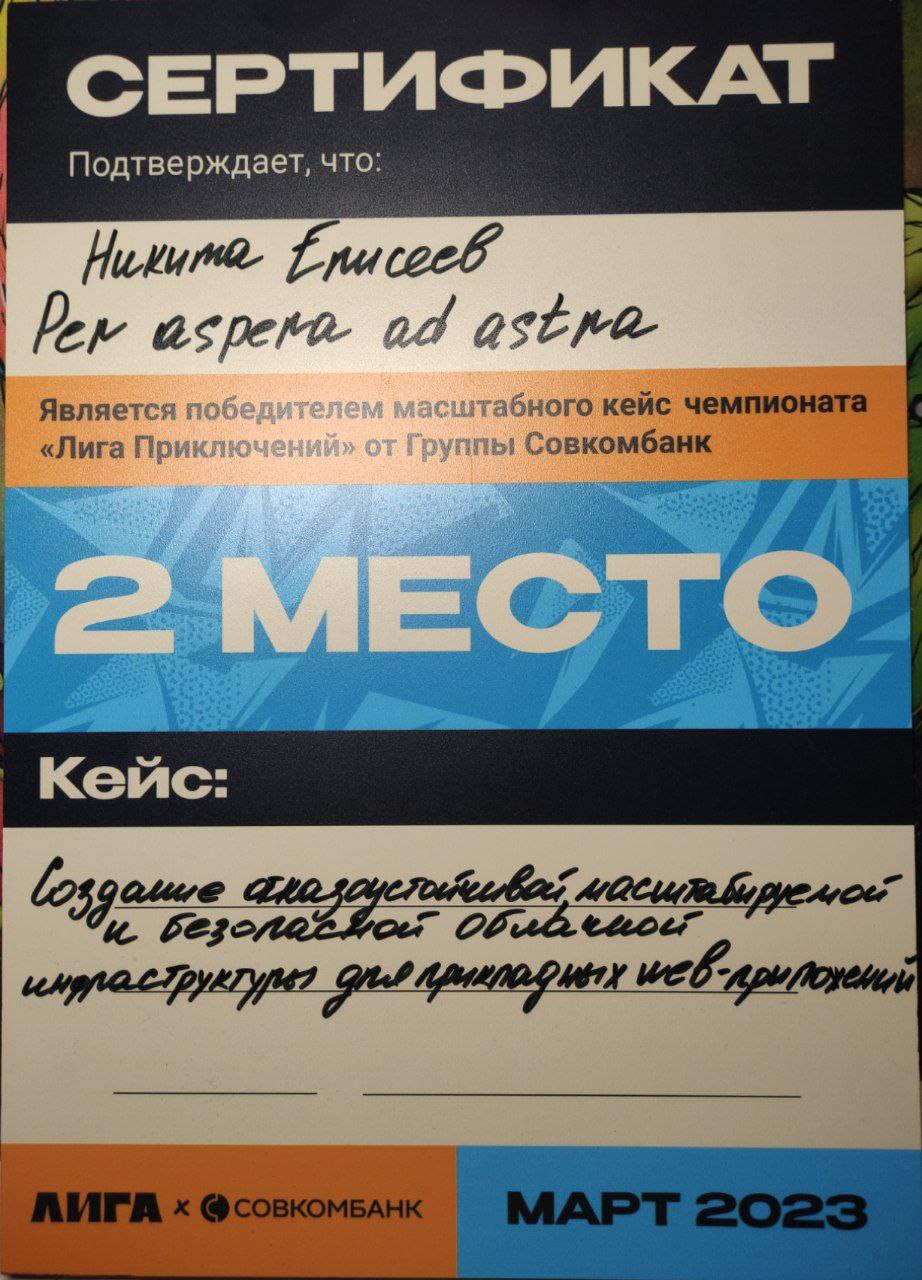 СЕРТИФИКАТ
Подтверждает, что:
Никита Елисеев
Per aspera ad astra
Является победителем масштабного кейс чемпионата
«Лига Приключений» от Группы Совкомбанк
2 МЕСТО
Кейс:
Создание отказоустойчивой, масштабируемой
и безопасной облачной
инфраструктуры для прикладных веб-приложений
ЛИГА × СОВКОМБАНК
МАРТ 2023